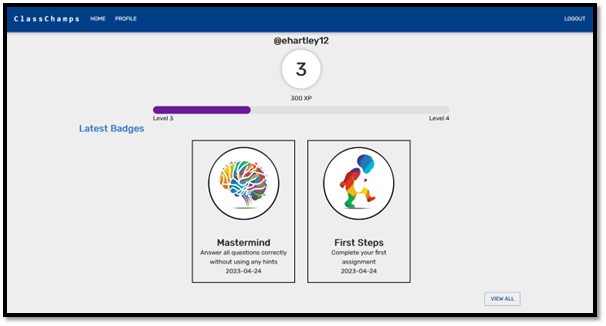 ClassChamps HOME PROFILE LOGOUT
@ehartley12
3
300 XP
Level 3 Level 4
Latest Badges
Mastermind
Answer all questions correctly
without using any hints
2023-04-24
First Steps
Complete your first
assignment
2023-04-24
VIEW ALL